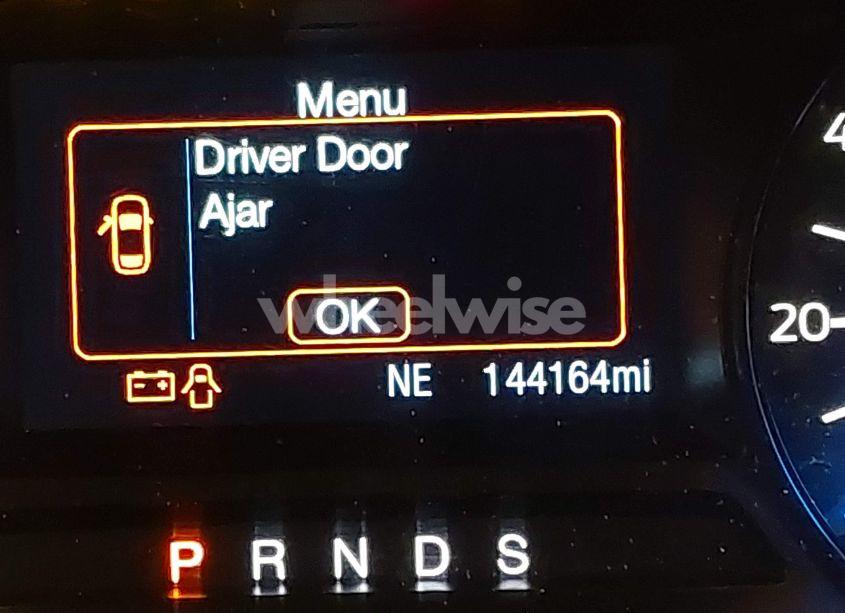 Menu
Driver Door
Ajar
OK
wheelwise
NE 144164mi
20
P R N D S